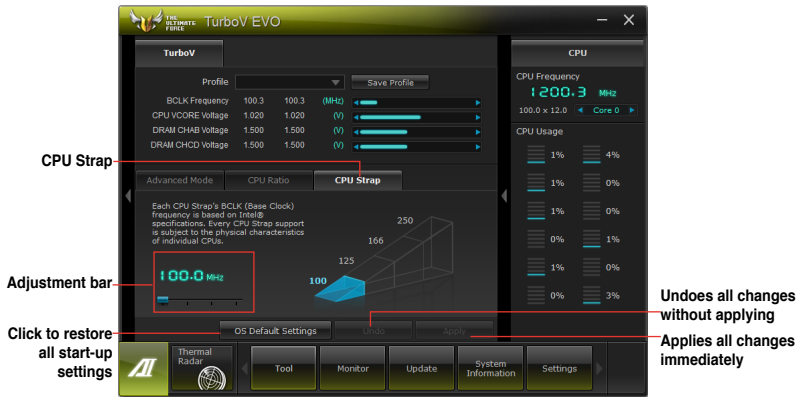 THE ULTIMATE FORCE TurboV EVO
TurboV
Profile Save Profile
BCLK Frequency 100.3 100.3 (MHz)
CPU VCORE Voltage 1.020 1.020 (V)
DRAM CHAB Voltage 1.500 1.500 (V)
DRAM CHCD Voltage 1.500 1.500 (V)
CPU Strap
Advanced Mode CPU Ratio CPU Strap
Each CPU Strap's BCLK (Base Clock)
frequency is based on Intel®
specifications. Every CPU Strap support
is subject to the physical characteristics
of individual CPUs.
250
166
125
100
Adjustment bar
100.0 MHz
Click to restore
all start-up
settings
OS Default Settings Undo Apply
CPU
CPU Frequency
1200.3 MHz
100.0 x 12.0 Core 0
CPU Usage
1% 4%
1% 0%
1% 0%
0% 1%
1% 0%
0% 3%
Undoes all changes
without applying
Applies all changes
immediately
AI
Thermal
Radar
Tool
Monitor
Update
System
Information
Settings